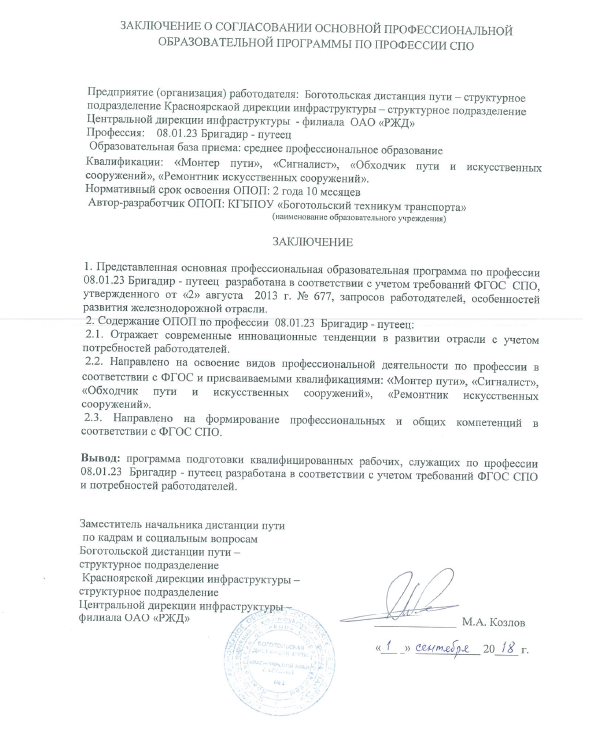 ЗАКЛЮЧЕНИЕ О СОГЛАСОВАНИИ ОСНОВНОЙ ПРОФЕССИОНАЛЬНОЙ
ОБРАЗОВАТЕЛЬНОЙ ПРОГРАММЫ ПО ПРОФЕССИИ СПО
Предприятие (организация) работодателя: Боготольская дистанция пути – структурное
подразделение Красноярской дирекции инфраструктуры – структурное подразделение
Центральной дирекции инфраструктуры - филиала ОАО «РЖД»
Профессия: 08.01.23 Бригадир - путеец
Образовательная база приема: среднее профессиональное образование
Квалификации: «Монтер пути», «Сигналист», «Обходчик пути и искусственных
сооружений», «Ремонтник искусственных сооружений».
Нормативный срок освоения ОПОП: 2 года 10 месяцев
Автор-разработчик ОПОП: КГБПОУ «Боготольский техникум транспорта»
(наименование образовательного учреждения)
ЗАКЛЮЧЕНИЕ
1. Представленная основная профессиональная образовательная программа по профессии
08.01.23 Бригадир - путеец разработана в соответствии с учетом требований ФГОС СПО,
утвержденного от «2» августа 2013 г. № 677, запросов работодателей, особенностей
развития железнодорожной отрасли.
2. Содержание ОПОП по профессии 08.01.23 Бригадир - путеец:
2.1. Отражает современные инновационные тенденции в развитии отрасли с учетом
потребностей работодателей.
2.2. Направлено на освоение видов профессиональной деятельности по профессии в
соответствии с ФГОС и присваиваемыми квалификациями: «Монтер пути», «Сигналист»,
«Обходчик пути и искусственных сооружений», «Ремонтник искусственных
сооружений».
2.3. Направлено на формирование профессиональных и общих компетенций в
соответствии с ФГОС СПО.
Вывод: программа подготовки квалифицированных рабочих, служащих по профессии
08.01.23 Бригадир - путеец разработана в соответствии с учетом требований ФГОС СПО
и потребностей работодателей.
Заместитель начальника дистанции пути
по кадрам и социальным вопросам
Боготольской дистанции пути –
структурное подразделение
Красноярской дирекции инфраструктуры –
структурное подразделение
Центральной дирекции инфраструктуры –
филиала ОАО «РЖД»
М.А. Козлов
«1» сентября 2018 г.
БОГОТОЛЬСКАЯ
ДИСТАНЦИЯ ПУТИ